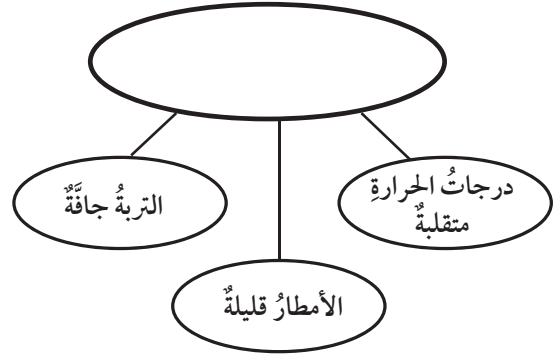 درجاتُ الحرارةِ
متقلبةٌ
التربةُ جافَّةٌ
الأمطارُ قليلةٌ